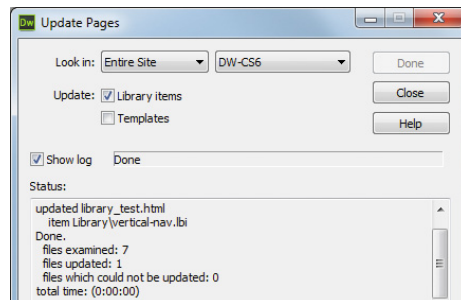 Dw Update Pages
Look in: Entire Site DW-CS6 Done
Update: Library items Close
Templates Help
Show log Done
Status:
updated library_test.html
item Library\vertical-nav.lbi
Done.
files examined: 7
files updated: 1
files which could not be updated: 0
total time: (0:00:00)